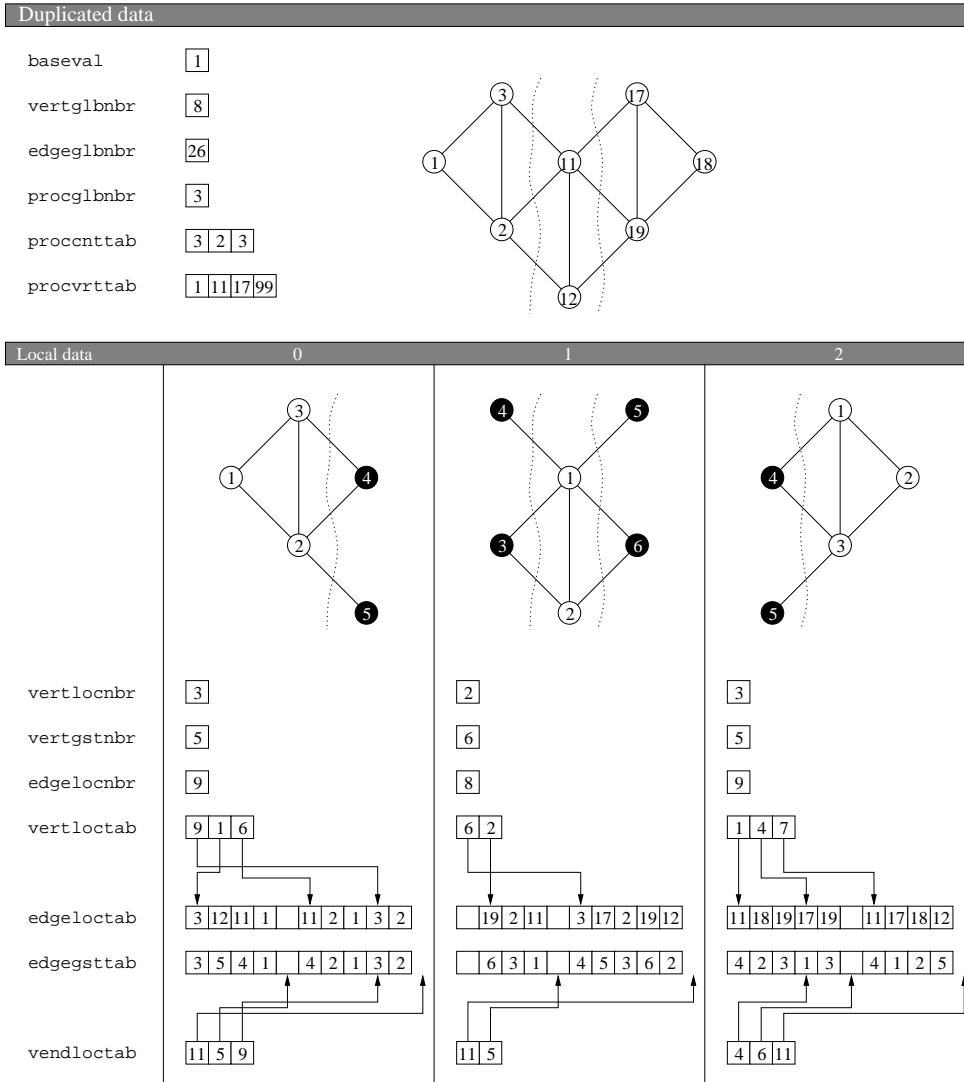 Duplicated data
baseval 1
vertglbnbr 8
edgeglbnbr 26
procglbnbr 3
proccnttab 3 2 3
procvrttab 1 11 17 99
3 17
1 11 18
2 19
12
Local data 0 1 2
3 4 5 1
1 4 1 4 2
2 3 6 3
5 2 5
vertlocnbr 3 2 3
vertgstnbr 5 6 5
edgelocnbr 9 8 9
vertloctab 9 1 6 6 2 1 4 7
edgeloctab 3 12 11 1 11 2 1 3 2 19 2 11 3 17 2 19 12 11 18 19 17 19 11 17 18 12
edgegsttab 3 5 4 1 4 2 1 3 2 6 3 1 4 5 3 6 2 4 2 3 1 3 4 1 2 5
vendloctab 11 5 9 11 5 4 6 11